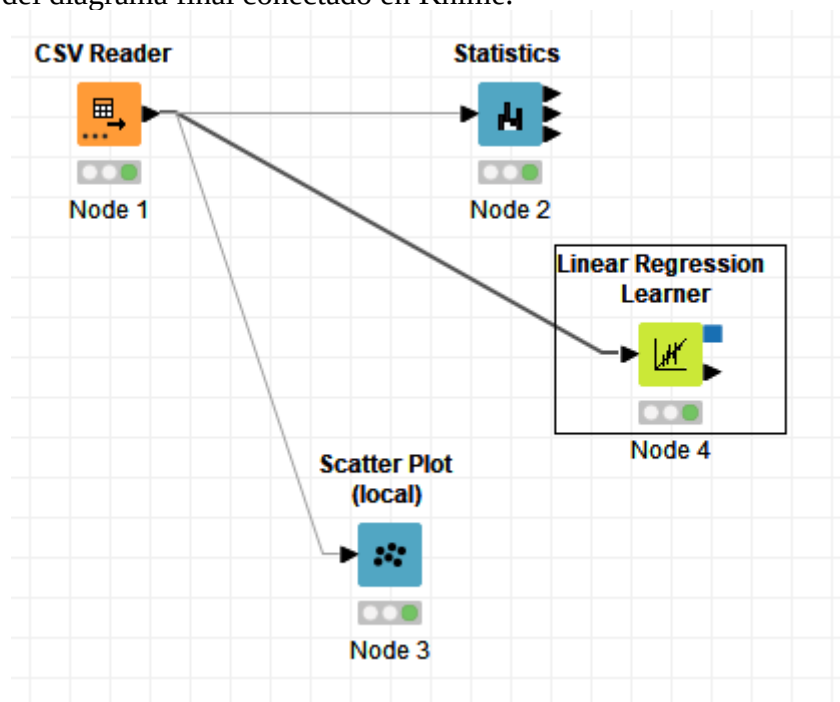 del diagrama final conectado en Knime.
CSV Reader
Statistics
Node 1
Node 2
Linear Regression
Learner
Node 4
Scatter Plot
(local)
Node 3